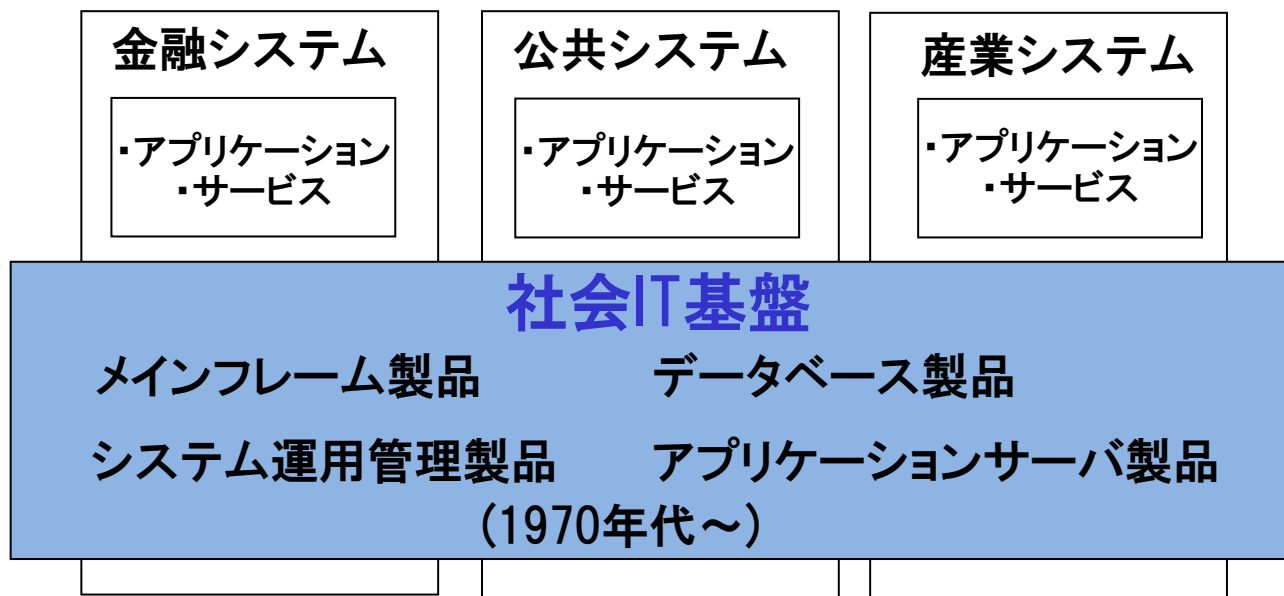 金融システム
・アプリケーション
・サービス
公共システム
・アプリケーション
・サービス
産業システム
・アプリケーション
・サービス
社会IT基盤
メインフレーム製品
データベース製品
システム運用管理製品
アプリケーションサーバ製品
(1970年代～)